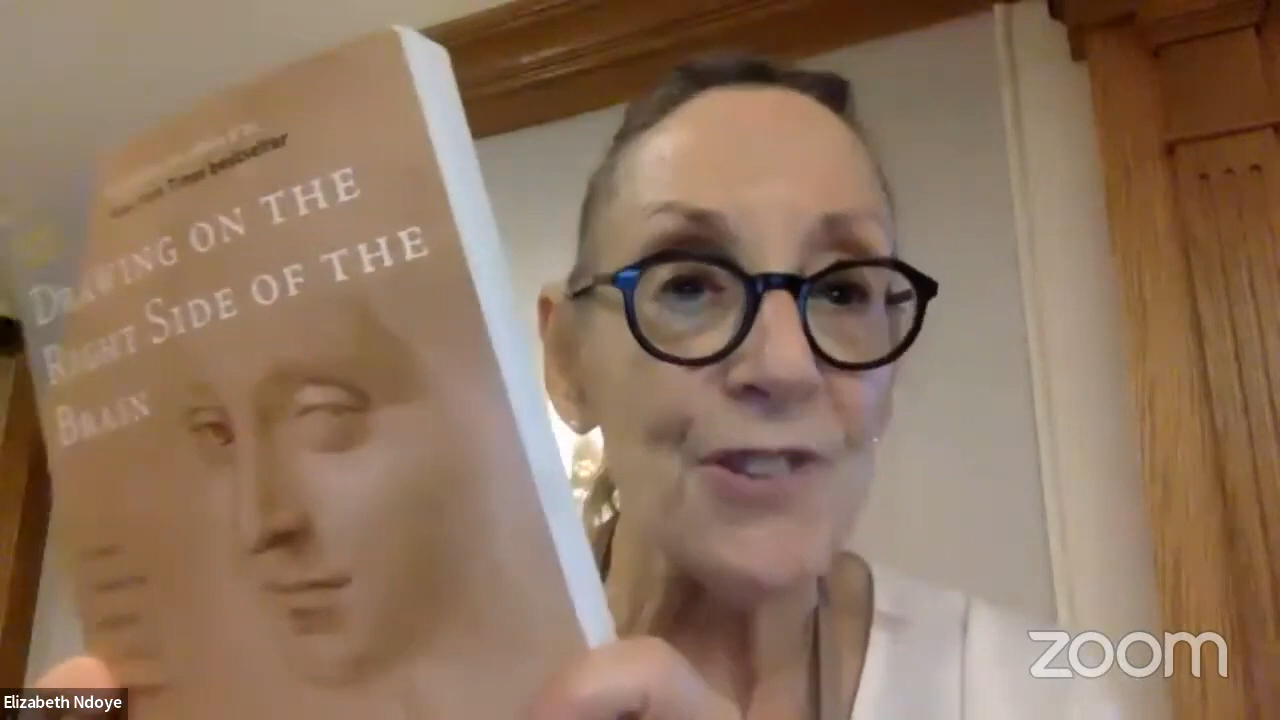 Times bestseller
DRAWING ON THE
RIGHT SIDE OF THE
BRAIN
Elizabeth Ndoye
zoom